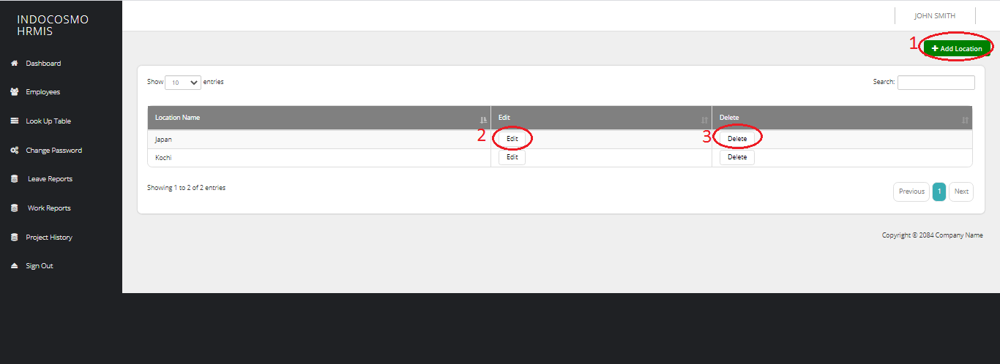 INDOCOSMO
HRMIS
JOHN SMITH
Dashboard
Employees
Look Up Table
Change Password
Leave Reports
Work Reports
Project History
Sign Out
1 Add Location
Show 10 entries Search:
Location Name Edit Delete
Japan 2 Edit 3 Delete
Kochi Edit Delete
Showing 1 to 2 of 2 entries Previous 1 Next
Copyright © 2084 Company Name